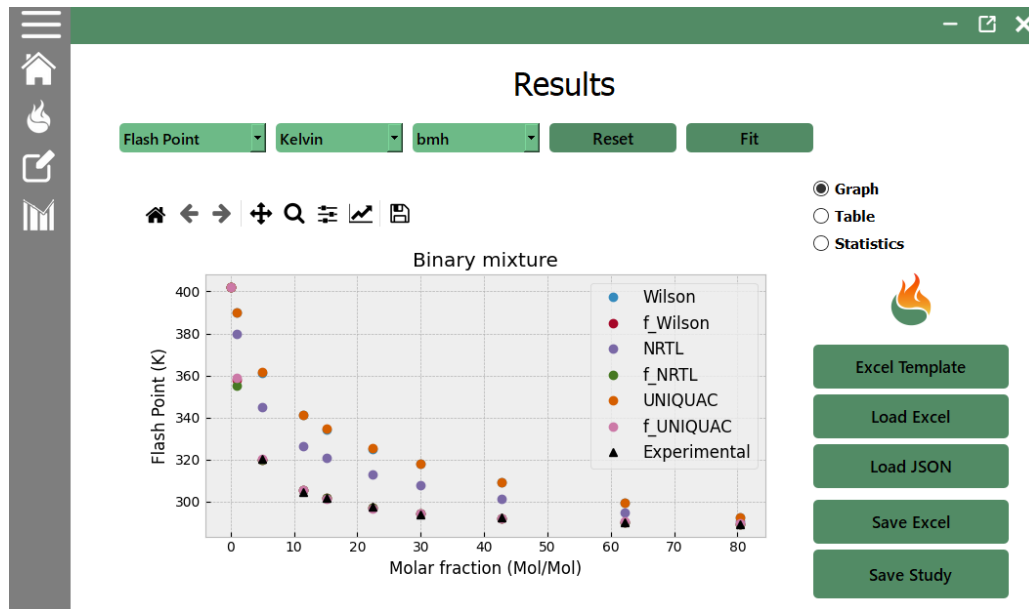 Results
Flash Point
Kelvin
bmh
Reset
Fit
Graph
Table
Statistics
Binary mixture
Flash Point (K)
400
380
360
340
320
300
Wilson
f_Wilson
NRTL
f_NRTL
UNIQUAC
f_UNIQUAC
Experimental
0 10 20 30 40 50 60 70 80
Molar fraction (Mol/Mol)
Excel Template
Load Excel
Load JSON
Save Excel
Save Study